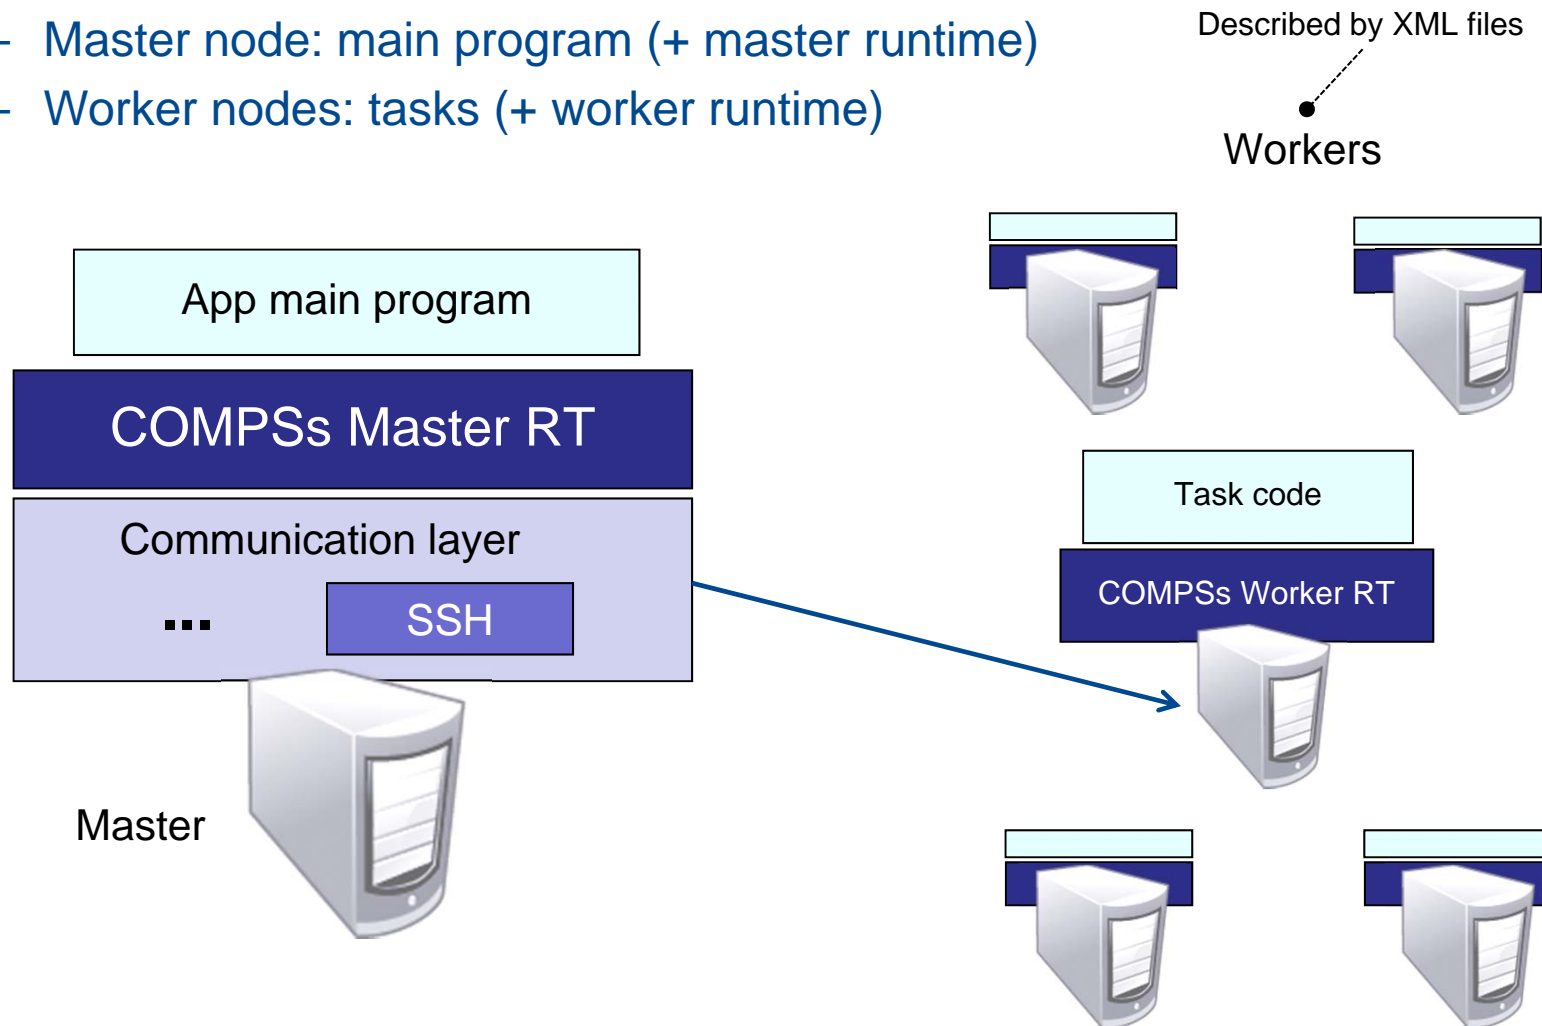 - Master node: main program (+ master runtime)
- Worker nodes: tasks (+ worker runtime)
Described by XML files
Workers
App main program
COMPSs Master RT
Communication layer
... SSH
Master
Task code
COMPSs Worker RT